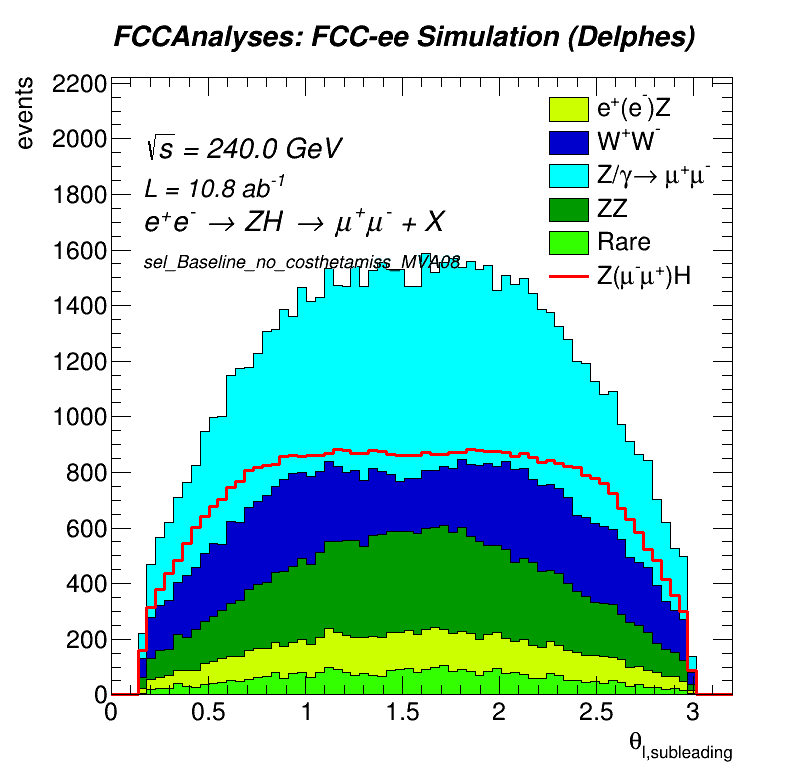 FCCAnalyses: FCC-ee Simulation (Delphes)
events
2200
2000
1800
1600
1400
1200
1000
800
600
400
200
0
√s = 240.0 GeV
L = 10.8 ab⁻¹
e⁺e⁻ → ZH → μ⁺μ⁻ + X
sel_Baseline_no_costhetamiss_MVA08
e⁺(e⁻)Z
W⁺W⁻
Z/γ→ μ⁺μ⁻
ZZ
Rare
Z(μ⁻μ⁺)H
0 0.5 1 1.5 2 2.5 3
θl,subleading